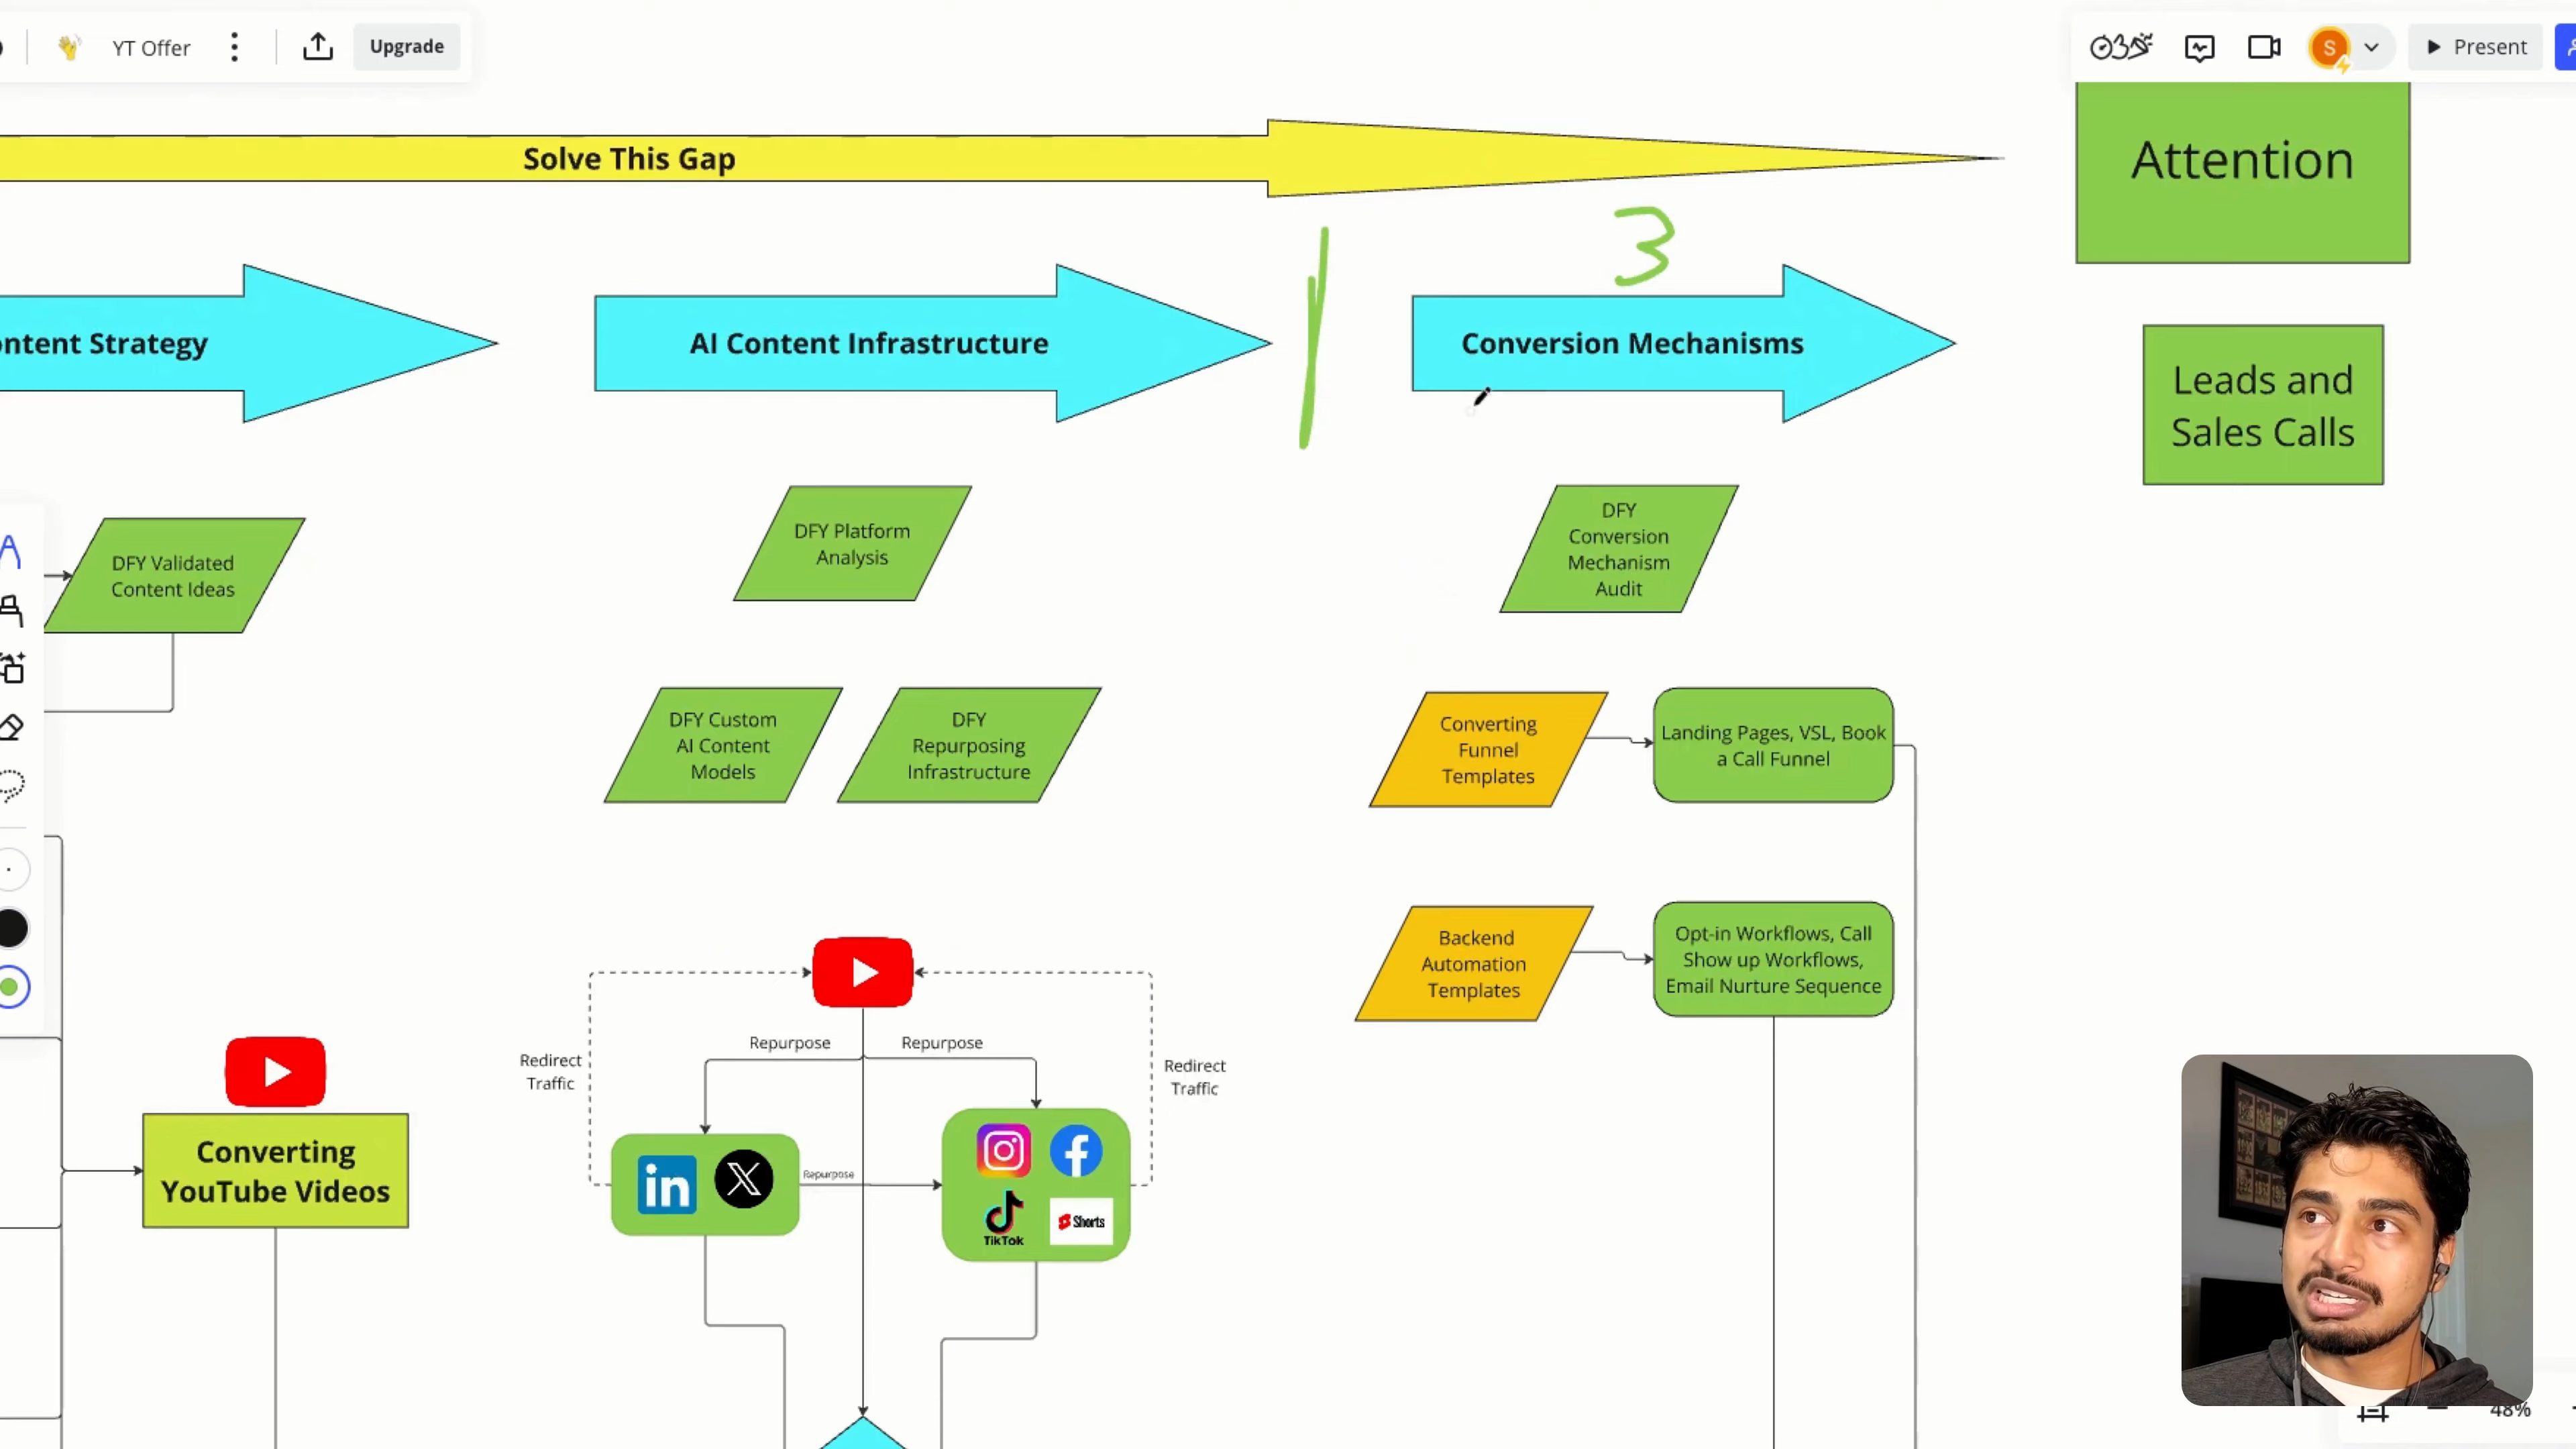 YT Offer
Upgrade
S
Present
Solve This Gap
Attention
3
ntent Strategy
AI Content Infrastructure
Conversion Mechanisms
Leads and
Sales Calls
DFY Validated
Content Ideas
DFY Platform
Analysis
DFY
Conversion
Mechanism
Audit
DFY Custom
AI Content
Models
DFY
Repurposing
Infrastructure
Converting
Funnel
Templates
Landing Pages, VSL, Book
a Call Funnel
Backend
Automation
Templates
Opt-in Workflows, Call
Show up Workflows,
Email Nurture Sequence
Repurpose
Repurpose
Redirect
Traffic
Redirect
Traffic
Converting
YouTube Videos
in
X
Repurpose
TikTok
Shorts
48%